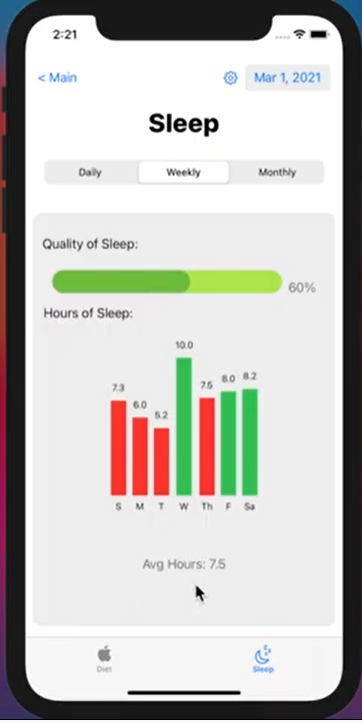 2:21
< Main
Mar 1, 2021
Sleep
Daily Weekly Monthly
Quality of Sleep:
60%
Hours of Sleep:
7.3 6.0 5.2 10.0 7.5 8.0 8.2
S M T W Th F Sa
Avg Hours: 7.5
Diet Sleep